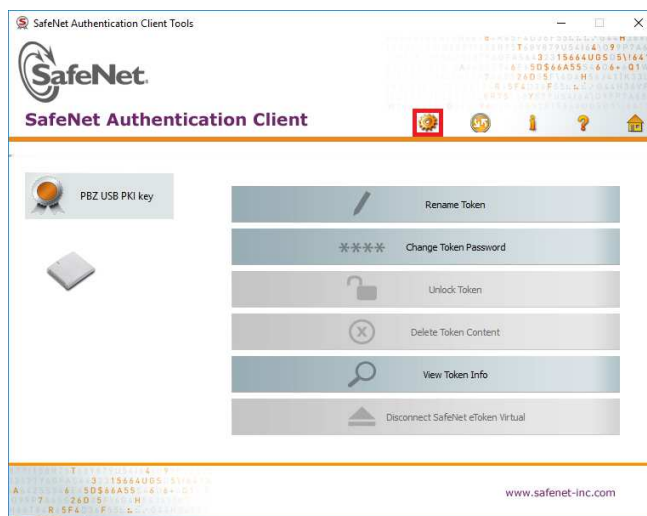 SafeNet Authentication Client Tools
SafeNet.
SafeNet Authentication Client
PBZ USB PKI key
Rename Token
**** Change Token Password
Unlock Token
Delete Token Content
View Token Info
Disconnect SafeNet eToken Virtual
www.safenet-inc.com